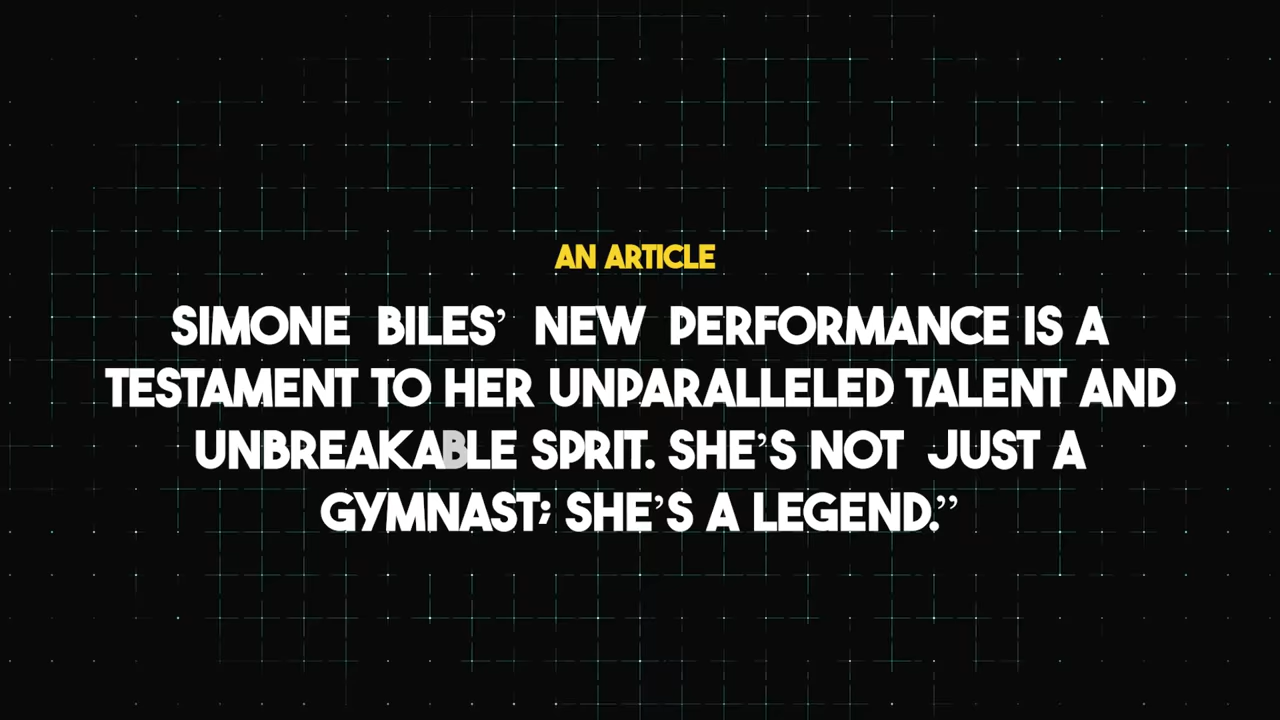 AN ARTICLE
SIMONE BILES’ NEW PERFORMANCE IS A
TESTAMENT TO HER UNPARALLELED TALENT AND
UNBREAKABLE SPRIT. SHE’S NOT JUST A
GYMNAST; SHE’S A LEGEND.”